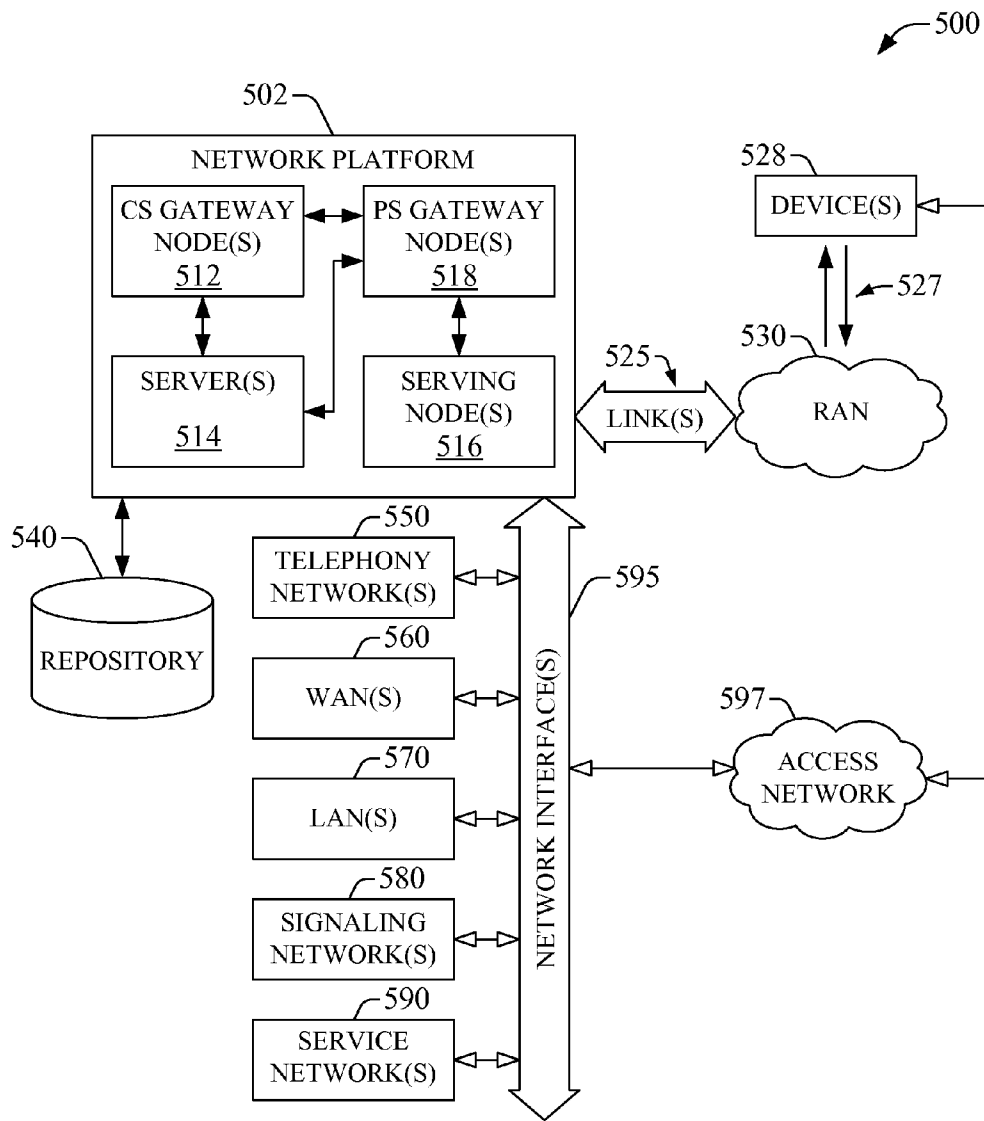 500
502
NETWORK PLATFORM
CS GATEWAY
NODE(S)
512
PS GATEWAY
NODE(S)
518
SERVER(S)
514
SERVING
NODE(S)
516
528
DEVICE(S)
527
530
RAN
525
LINK(S)
540
REPOSITORY
550
TELEPHONY
NETWORK(S)
560
WAN(S)
570
LAN(S)
580
SIGNALING
NETWORK(S)
590
SERVICE
NETWORK(S)
595
NETWORK INTERFACE(S)
597
ACCESS
NETWORK